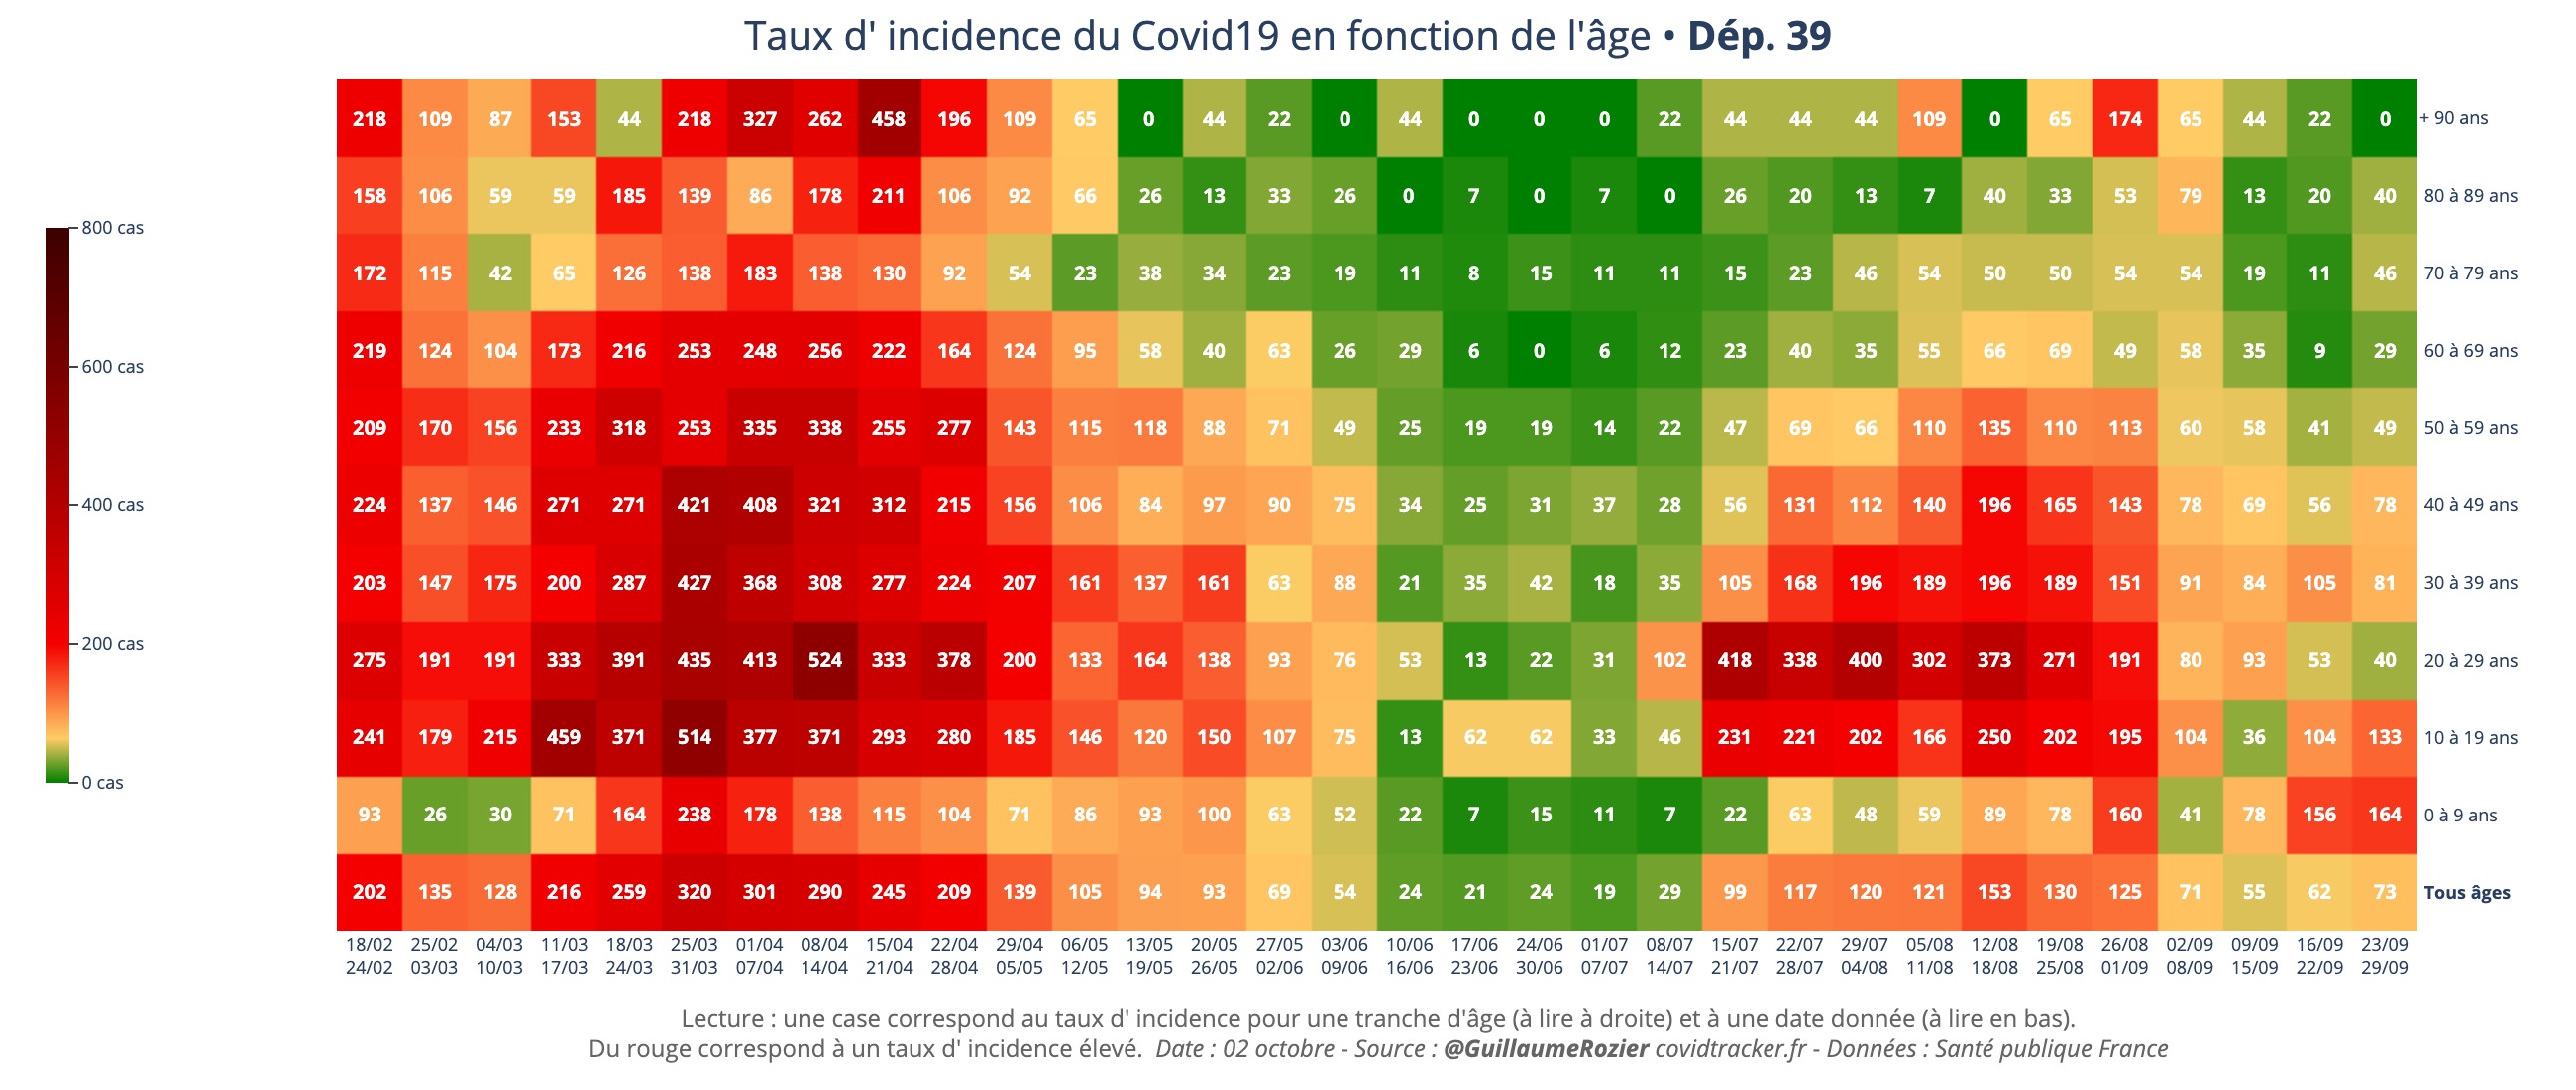 Taux d' incidence du Covid19 en fonction de l'âge • Dép. 39
800 cas
600 cas
400 cas
200 cas
0 cas
218 109 87 153 44 218 327 262 458 196 109 65 0 44 22 0 44 0 0 0 22 44 44 44 109 0 65 174 65 44 22 0 + 90 ans
158 106 59 59 185 139 86 178 211 106 92 66 26 13 33 26 0 7 0 7 0 26 20 13 7 40 33 53 79 13 20 40 80 à 89 ans
172 115 42 65 126 138 183 138 130 92 54 23 38 34 23 19 11 8 15 11 11 15 23 46 54 50 50 54 54 19 11 46 70 à 79 ans
219 124 104 173 216 253 248 256 222 164 124 95 58 40 63 26 29 6 0 6 12 23 40 35 55 66 69 49 58 35 9 29 60 à 69 ans
209 170 156 233 318 253 335 338 255 277 143 115 118 88 71 49 25 19 19 14 22 47 69 66 110 135 110 113 60 58 41 49 50 à 59 ans
224 137 146 271 271 421 408 321 312 215 156 106 84 97 90 75 34 25 31 37 28 56 131 112 140 196 165 143 78 69 56 78 40 à 49 ans
203 147 175 200 287 427 368 308 277 224 207 161 137 161 63 88 21 35 42 18 35 105 168 196 189 196 189 151 91 84 105 81 30 à 39 ans
275 191 191 333 391 435 413 524 333 378 200 133 164 138 93 76 53 13 22 31 102 418 338 400 302 373 271 191 80 93 53 40 20 à 29 ans
241 179 215 459 371 514 377 371 293 280 185 146 120 150 107 75 13 62 62 33 46 231 221 202 166 250 202 195 104 36 104 133 10 à 19 ans
93 26 30 71 164 238 178 138 115 104 71 86 93 100 63 52 22 7 15 11 7 22 63 48 59 89 78 160 41 78 156 164 0 à 9 ans
202 135 128 216 259 320 301 290 245 209 139 105 94 93 69 54 24 21 24 19 29 99 117 120 121 153 130 125 71 55 62 73 Tous âges
18/02 25/02 04/03 11/03 18/03 25/03 01/04 08/04 15/04 22/04 29/04 06/05 13/05 20/05 27/05 03/06 10/06 17/06 24/06 01/07 08/07 15/07 22/07 29/07 05/08 12/08 19/08 26/08 02/09 09/09 16/09 23/09
24/02 03/03 10/03 17/03 24/03 31/03 07/04 14/04 21/04 28/04 05/05 12/05 19/05 26/05 02/06 09/06 16/06 23/06 30/06 07/07 14/07 21/07 28/07 04/08 11/08 18/08 25/08 01/09 08/09 15/09 22/09 29/09
Lecture : une case correspond au taux d' incidence pour une tranche d'âge (à lire à droite) et à une date donnée (à lire en bas).
Du rouge correspond à un taux d' incidence élevé. Date : 02 octobre - Source : @GuillaumeRozier covidtracker.fr - Données : Santé publique France